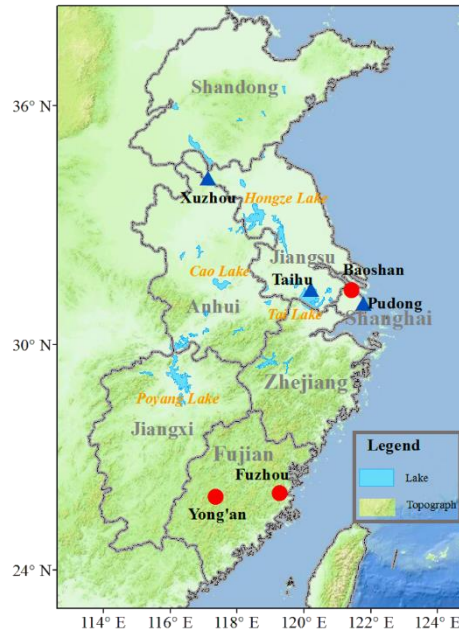 36° N
Shandong
Xuzhou
Hongze Lake
Jiangsu
Cao Lake
Taihu
Baoshan
Anhui
Tai Lake
Pudong
Shanghai
30° N
Zhejiang
Poyang Lake
Jiangxi
Fujian
Legend
Lake
Topograph
Fuzhou
Yong'an
24° N
114° E 116° E 118° E 120° E 122° E 124° E